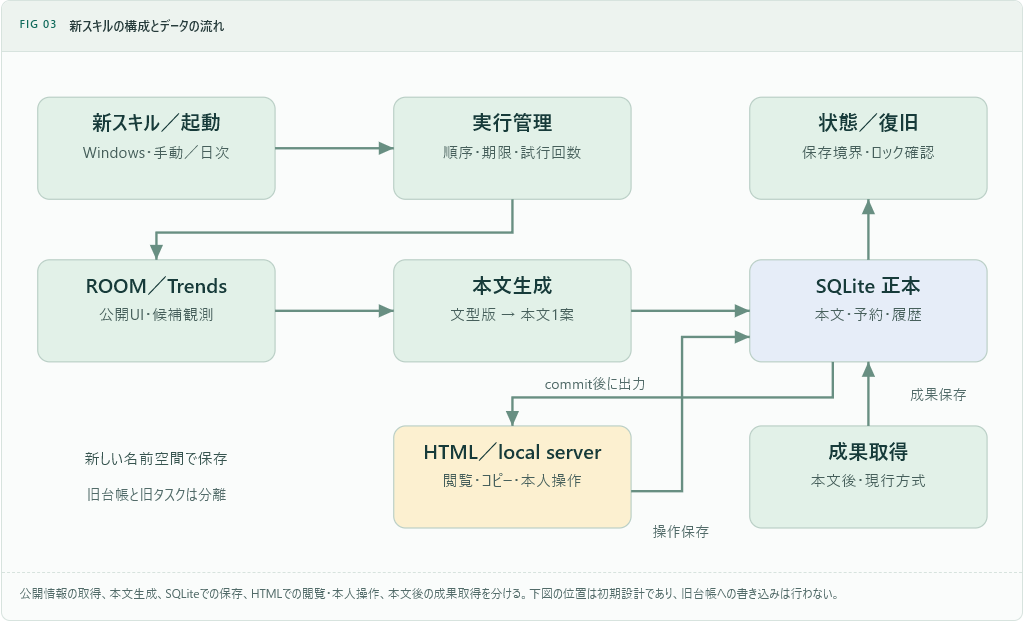 FIG 03 新スキルの構成とデータの流れ
新スキル／起動
Windows・手動／日次
実行管理
順序・期限・試行回数
状態／復旧
保存境界・ロック確認
ROOM／Trends
公開UI・候補観測
本文生成
文型版 → 本文1案
SQLite 正本
本文・予約・履歴
commit後に出力
成果保存
新しい名前空間で保存
旧台帳と旧タスクは分離
HTML／local server
閲覧・コピー・本人操作
成果取得
本文後・現行方式
操作保存
公開情報の取得、本文生成、SQLiteでの保存、HTMLでの閲覧・本人操作、本文後の成果取得を分ける。下図の位置は初期設計であり、旧台帳への書き込みは行わない。